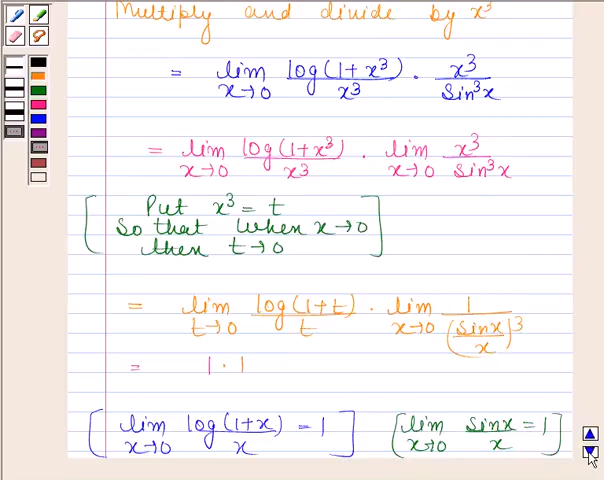 Multiply and divide by x³
= lim x→0 log(1+x³)/x³ · x³/Sin³x
= lim x→0 log(1+x³)/x³ · lim x→0 x³/Sin³x
[ Put x³ = t
So that when x→0
then t→0 ]
= lim t→0 log(1+t)/t · lim x→0 1/(Sinx/x)³
= 1 · 1
[ lim x→0 log(1+x)/x = 1 ] [ lim x→0 Sinx/x = 1 ]